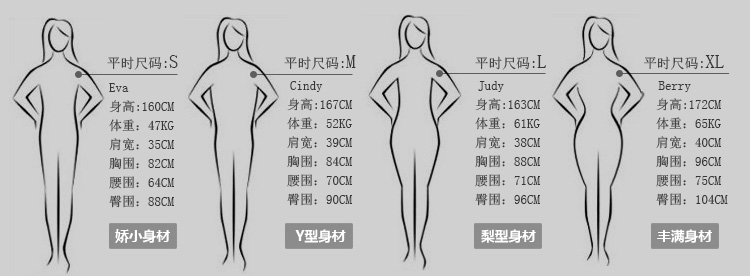 平时尺码:S
Eva
身高:160CM
体重: 47KG
肩宽: 35CM
胸围: 82CM
腰围: 64CM
臀围: 88CM
娇小身材
平时尺码:M
Cindy
身高:167CM
体重: 52KG
肩宽: 39CM
胸围: 84CM
腰围: 70CM
臀围: 90CM
Y型身材
平时尺码:L
Judy
身高:163CM
体重: 61KG
肩宽: 38CM
胸围: 88CM
腰围: 71CM
臀围: 96CM
梨型身材
平时尺码:XL
Berry
身高:172CM
体重: 65KG
肩宽: 40CM
胸围: 96CM
腰围: 75CM
臀围: 104CM
丰满身材